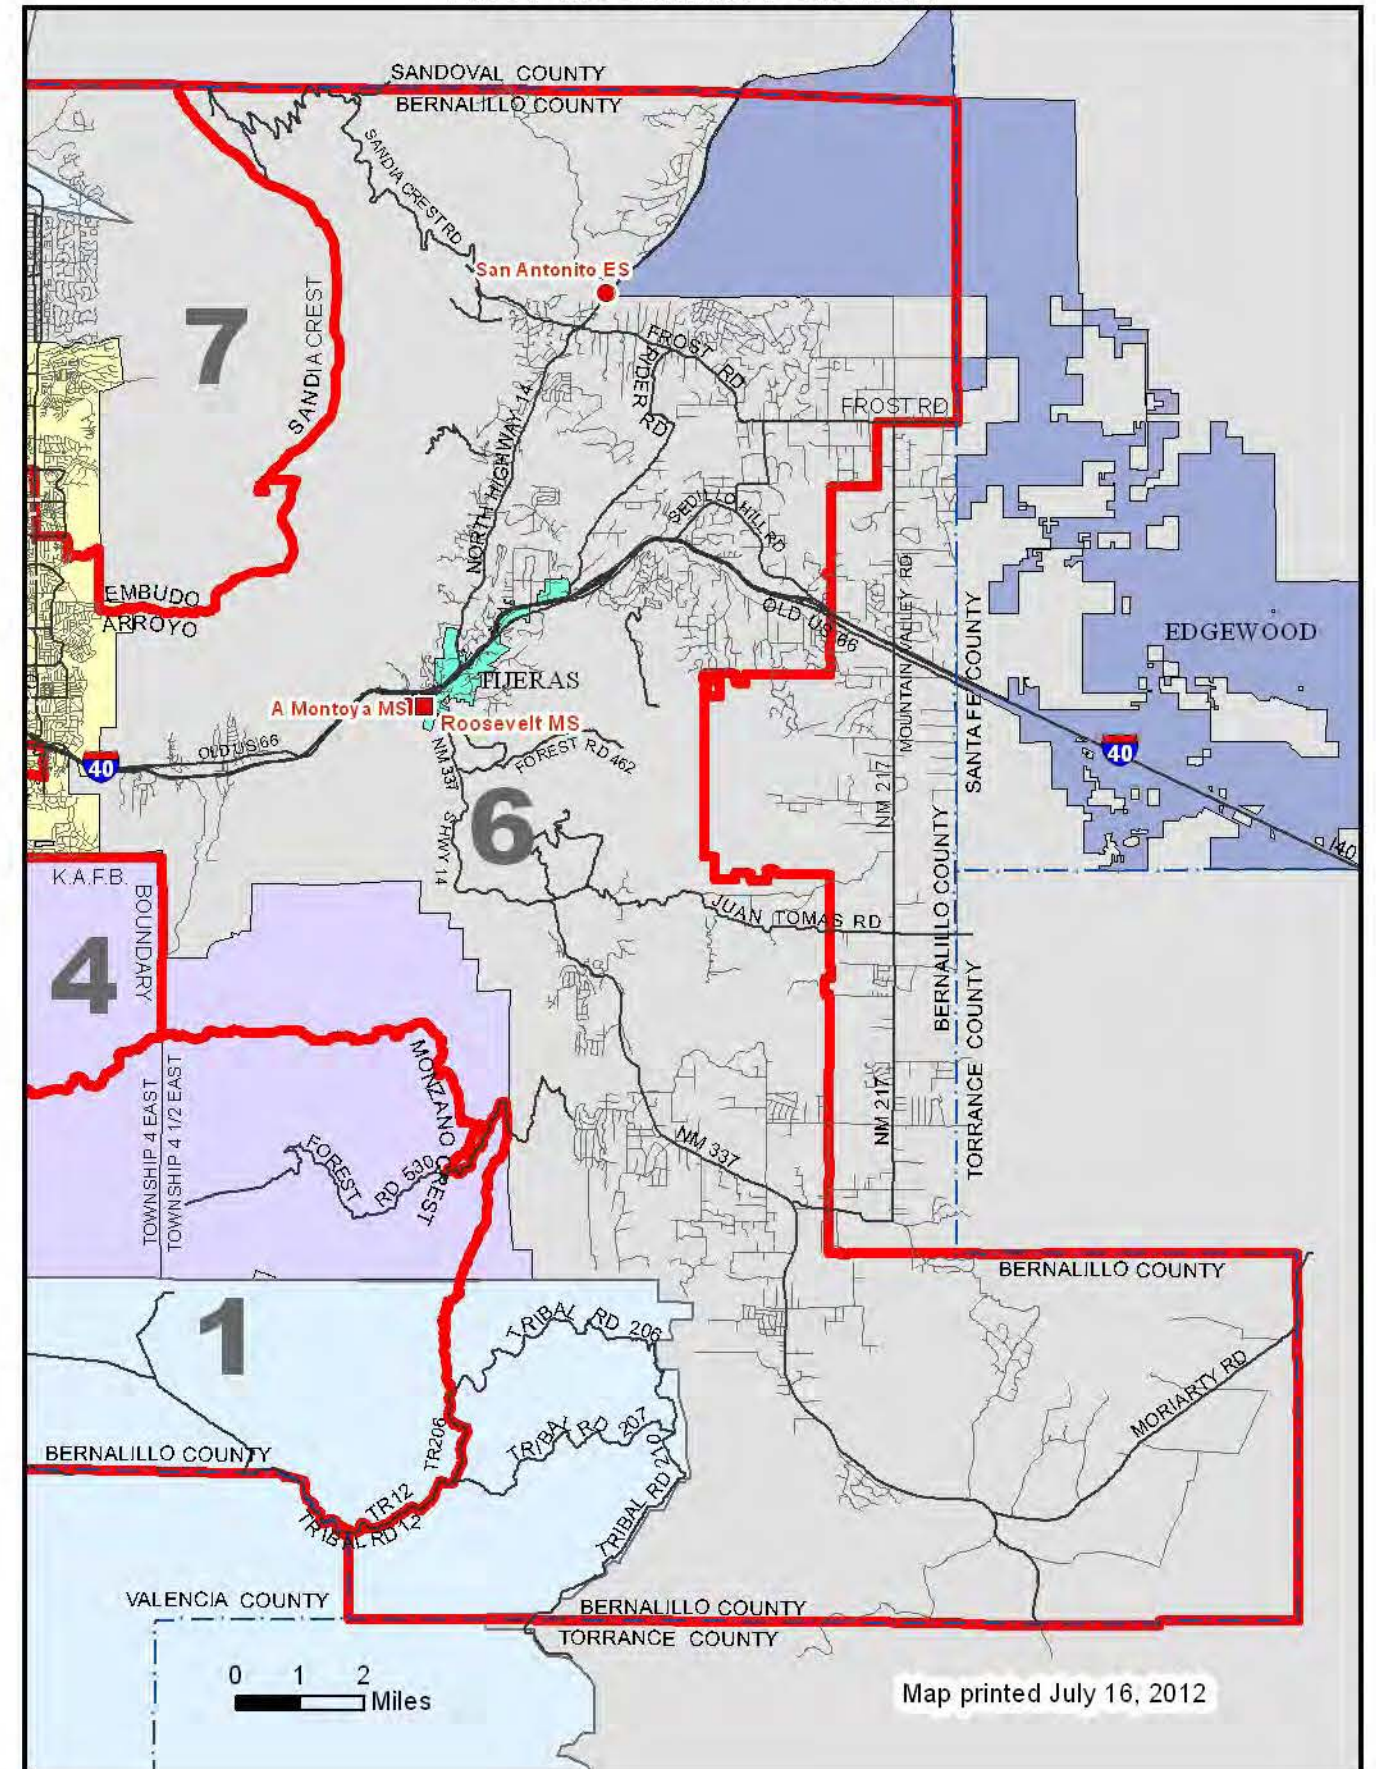 SANDOVAL COUNTY
BERNALILLO COUNTY
SANDIA CREST RD
San Antonito ES
7
SANDIA CREST
FROST RD
RYDER RD
FROST RD
NORTH HIGHWAY 14
SEDILLO HILL RD
EMBUDO
ARROYO
OLD US 66
MOUNTAIN VALLEY RD
SANTA FE COUNTY
EDGEWOOD
TIJERAS
A Montoya MS
Roosevelt MS
OLD US 66
40
NM 337
FOREST RD 462
40
I40
6
NM 217
S HWY 14
BERNALILLO COUNTY
K.A.F.B.
BOUNDARY
4
JUAN TOMAS RD
TORRANCE COUNTY
MONZANO CREST
TOWNSHIP 4 EAST
TOWNSHIP 4 1/2 EAST
FOREST RD 530
NM 337
NM 217
BERNALILLO COUNTY
1
TRIBAL RD 206
MORIARTY RD
TR206
TRIBAL RD 207
TRIBAL RD 210
BERNALILLO COUNTY
TR12
TRIBAL RD 12
VALENCIA COUNTY
BERNALILLO COUNTY
TORRANCE COUNTY
0 1 2
Miles
Map printed July 16, 2012